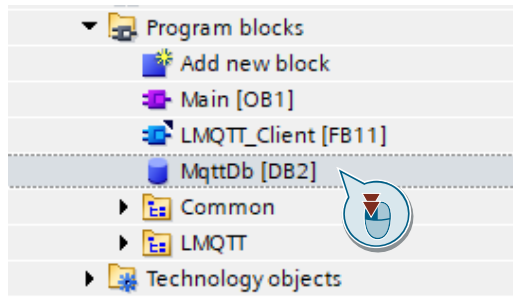 Program blocks
Add new block
Main [OB1]
LMQTT_Client [FB11]
MqttDb [DB2]
Common
LMQTT
Technology objects